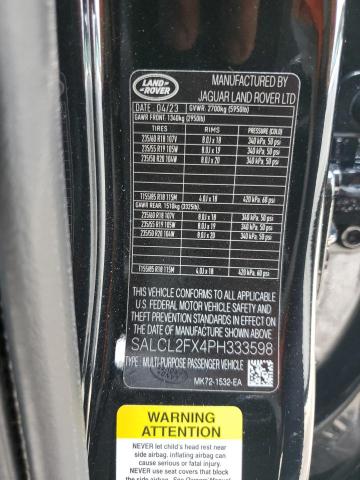 LAND
ROVER
MANUFACTURED BY
JAGUAR LAND ROVER LTD
DATE: 04/23 GVWR: 2700kg (5950lb)
GAWR FRONT: 1340kg (2950lb)
TIRES RIMS PRESSURE (COLD)
235/60 R18 107V 8.0J x 18 340 kPa, 50 psi
235/55 R19 105W 8.0J x 19 340 kPa, 50 psi
235/50 R20 104W 8.0J x 20 340 kPa, 50 psi
T155/85 R18 115M 4.0J x 18 420 kPa, 60 psi
GAWR REAR: 1510kg (3325lb)
235/60 R18 107V 8.0J x 18 340 kPa, 50 psi
235/55 R19 105W 8.0J x 19 340 kPa, 50 psi
235/50 R20 104W 8.0J x 20 340 kPa, 50 psi
T155/85 R18 115M 4.0J x 18 420 kPa, 60 psi
THIS VEHICLE CONFORMS TO ALL APPLICABLE
U.S. FEDERAL MOTOR VEHICLE SAFETY AND
THEFT PREVENTION STANDARDS IN EFFECT ON
THE DATE OF MANUFACTURE SHOWN ABOVE.
SALCL2FX4PH333598
TYPE: MULTI-PURPOSE PASSENGER VEHICLE
MK72-1532-EA
WARNING
ATTENTION
NEVER let child's head rest near
side airbag. Inflating airbag can
cause serious or fatal injury.
NEVER use seat covers that block
the side airbag.